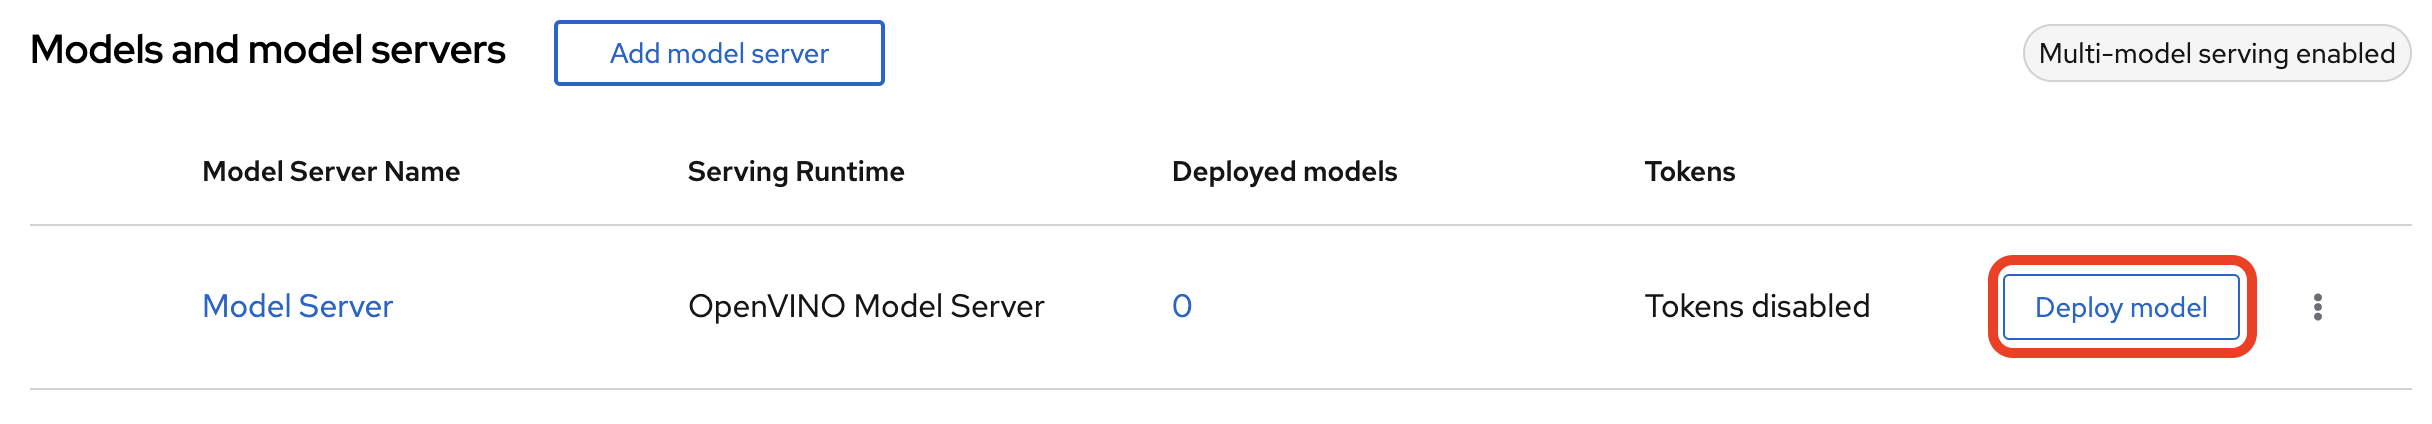 Models and model servers
Add model server
Multi-model serving enabled
Model Server Name
Serving Runtime
Deployed models
Tokens
Model Server
OpenVINO Model Server
0
Tokens disabled
Deploy model